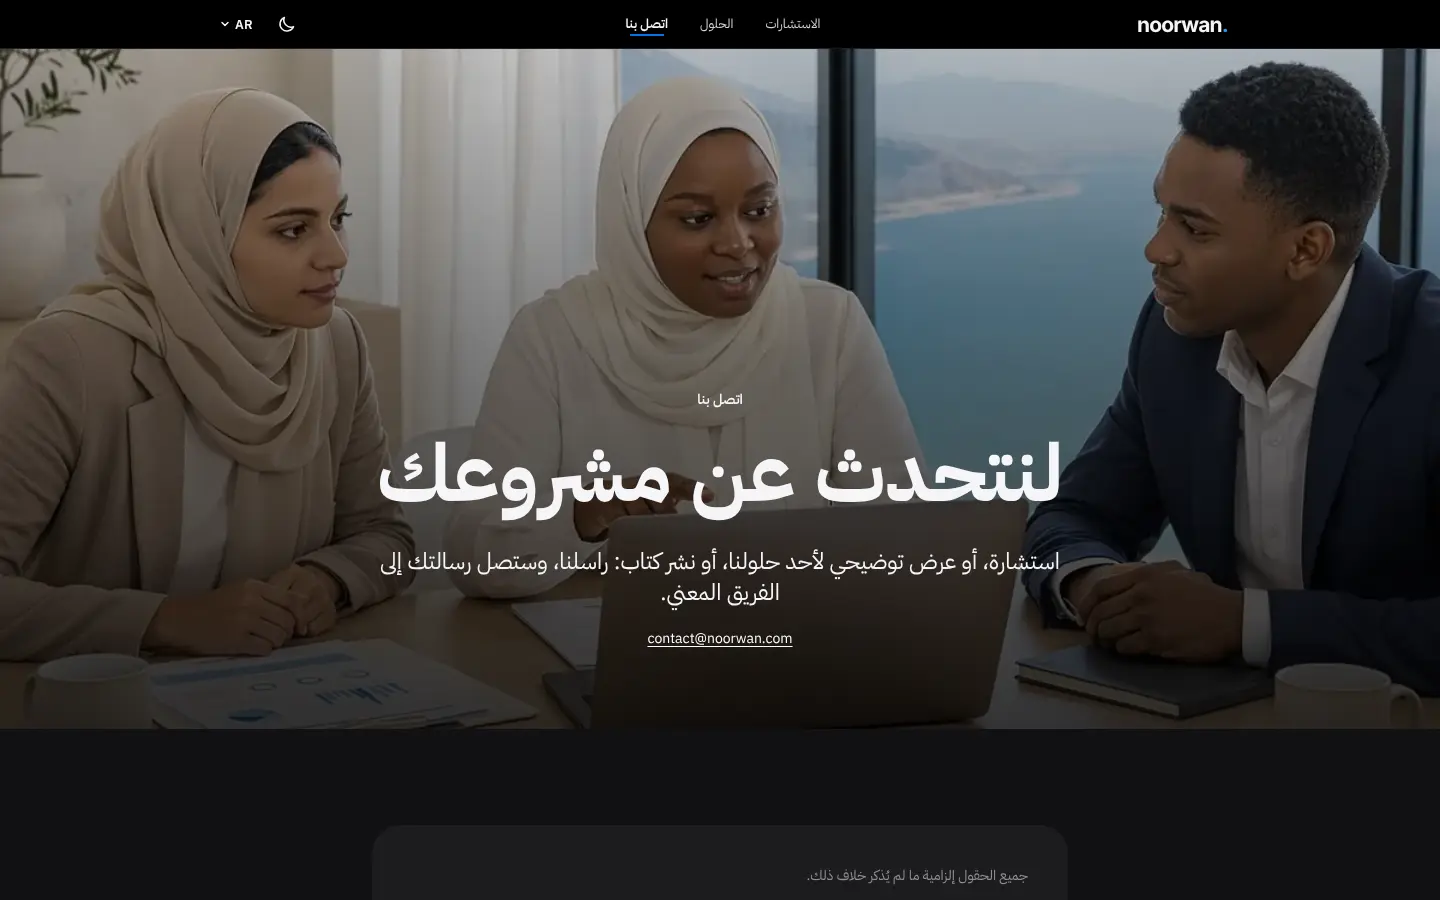 noorwan.
الاستشارات
الحلول
اتصل بنا
AR
اتصل بنا
لنتحدث عن مشروعك
استشارة، أو عرض توضيحي لأحد حلولنا، أو نشر كتاب: راسلنا، وستصل رسالتك إلى
الفريق المعني.
contact@noorwan.com
جميع الحقول إلزامية ما لم يُذكر خلاف ذلك.